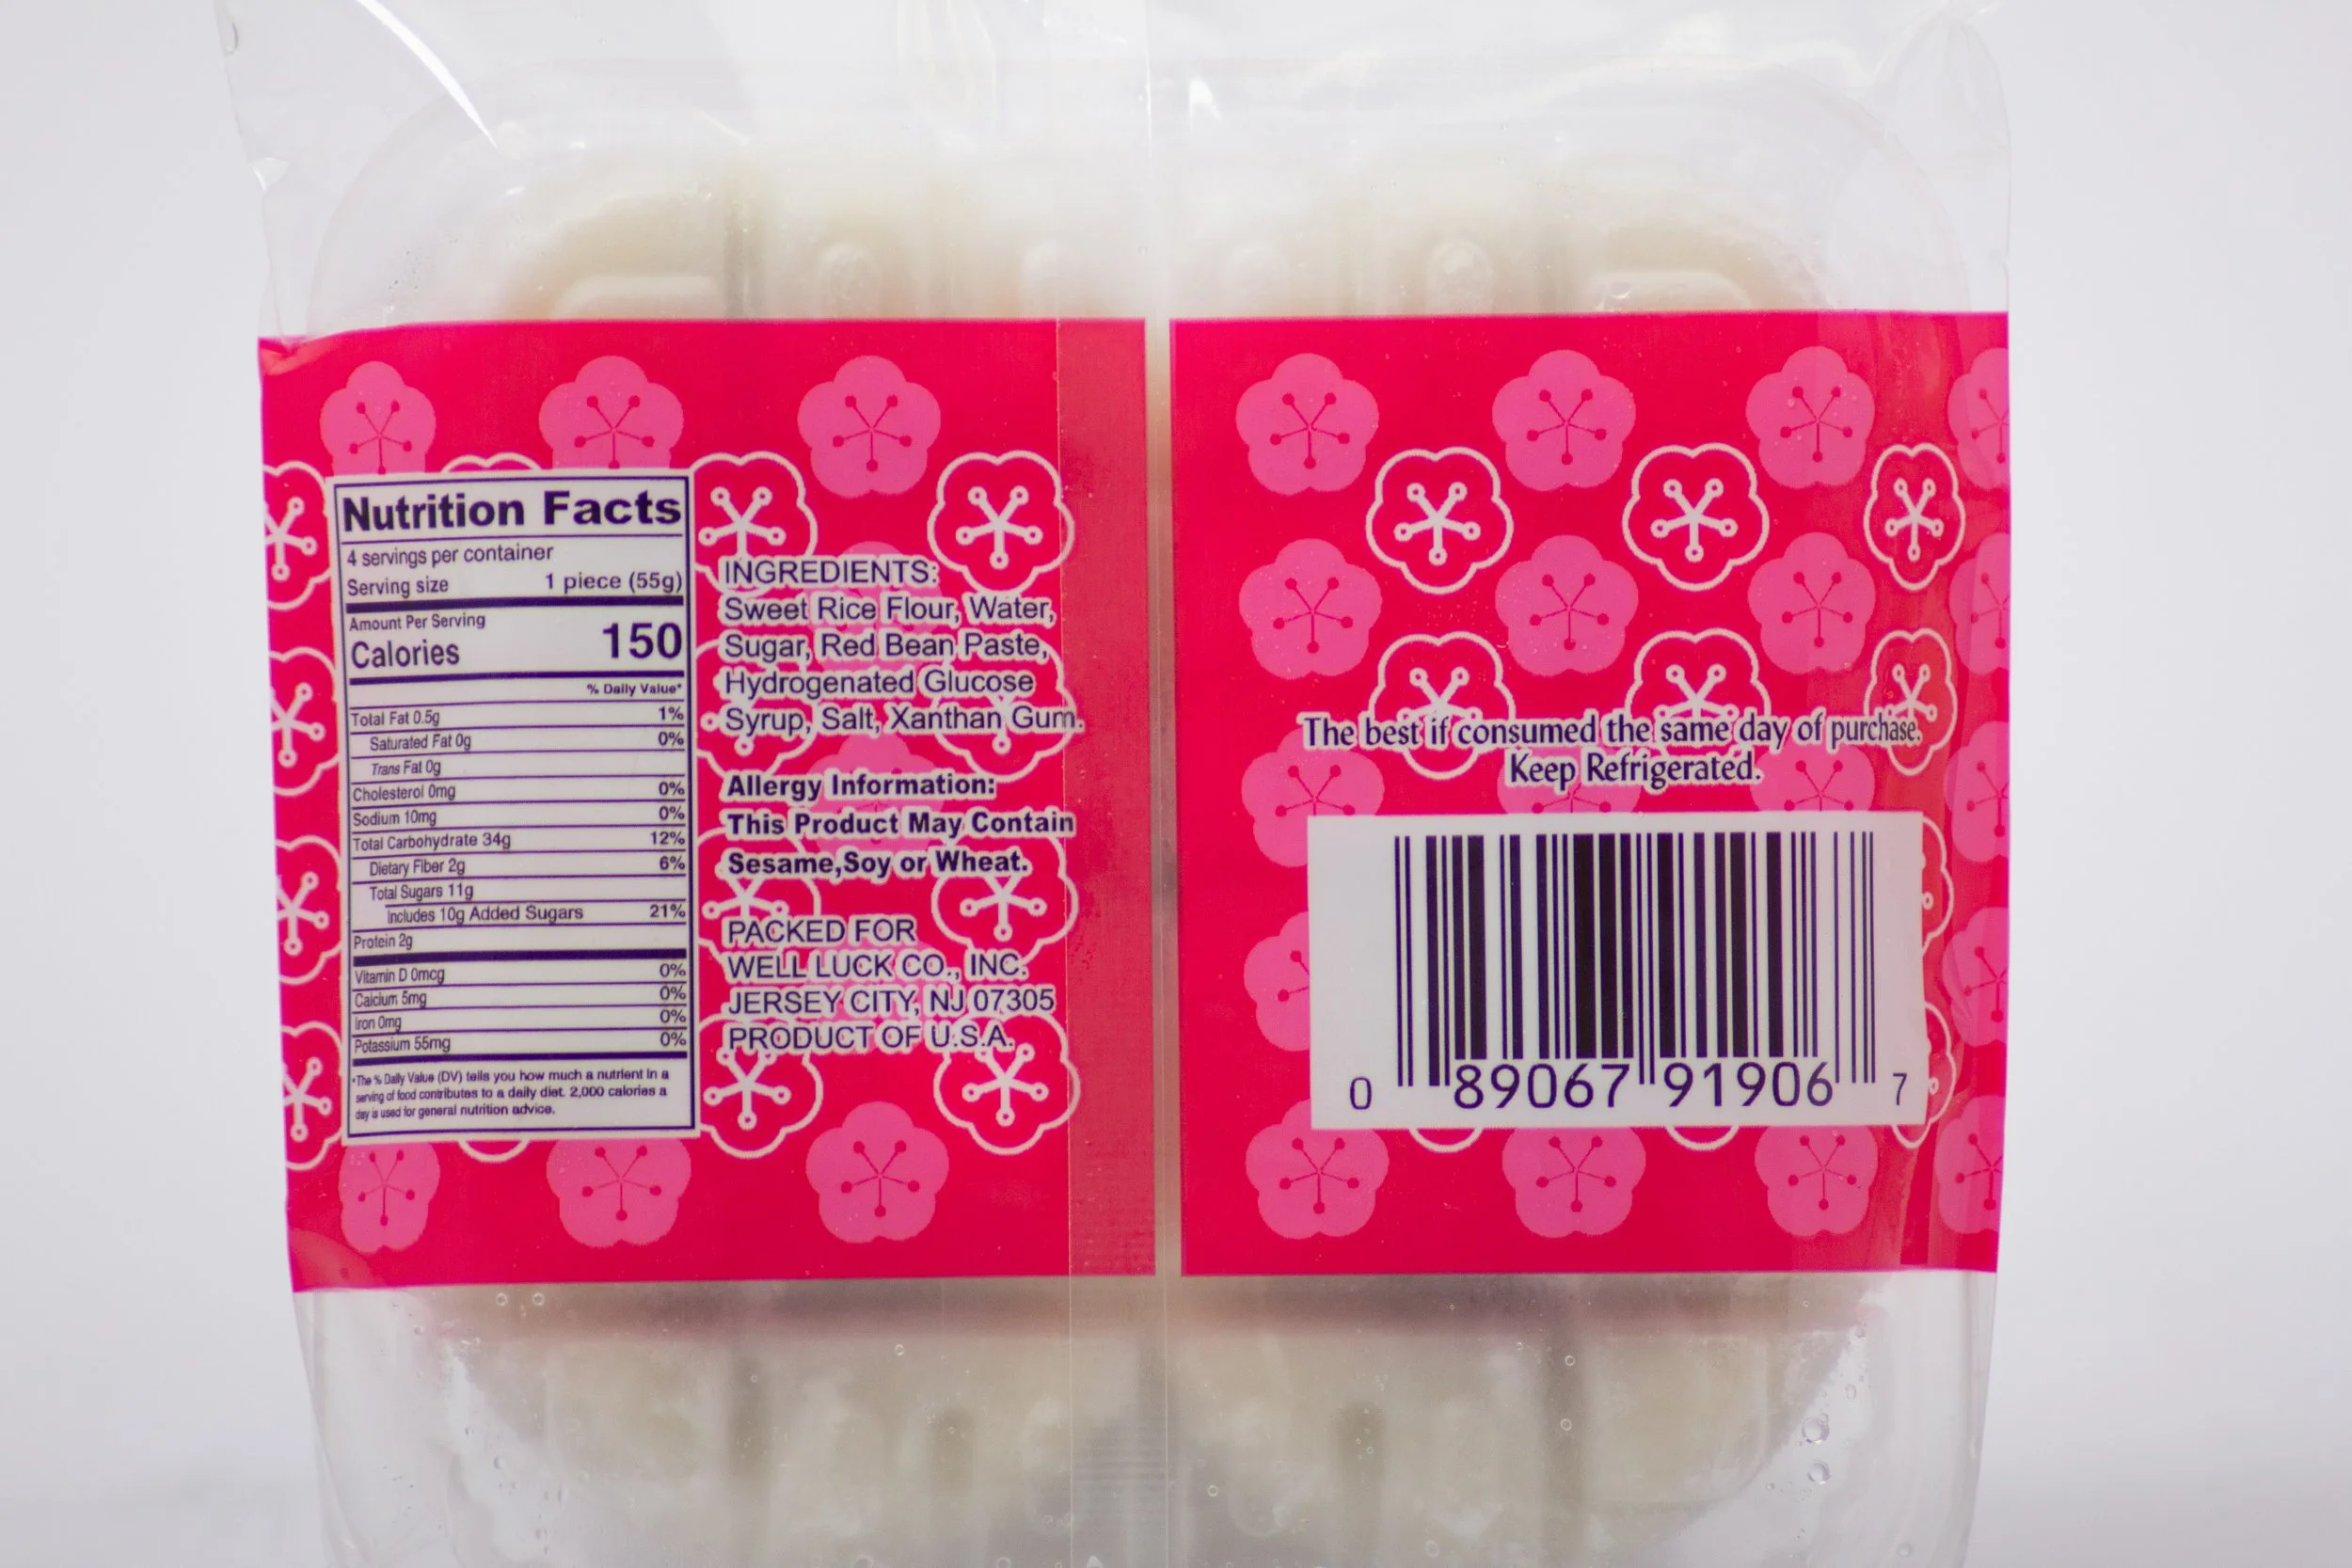 Nutrition Facts
4 servings per container
Serving size 1 piece (55g)
Amount Per Serving
Calories 150
% Daily Value*
Total Fat 0.5g 1%
Saturated Fat 0g 0%
Trans Fat 0g
Cholesterol 0mg 0%
Sodium 10mg 0%
Total Carbohydrate 34g 12%
Dietary Fiber 2g 6%
Total Sugars 11g
Includes 10g Added Sugars 21%
Protein 2g
Vitamin D 0mcg 0%
Calcium 5mg 0%
Iron 0mg 0%
Potassium 55mg 0%
*The % Daily Value (DV) tells you how much a nutrient in a
serving of food contributes to a daily diet. 2,000 calories a
day is used for general nutrition advice.
INGREDIENTS:
Sweet Rice Flour, Water,
Sugar, Red Bean Paste,
Hydrogenated Glucose
Syrup, Salt, Xanthan Gum.
Allergy Information:
This Product May Contain
Sesame,Soy or Wheat.
PACKED FOR
WELL LUCK CO., INC.
JERSEY CITY, NJ 07305
PRODUCT OF U.S.A.
The best if consumed the same day of purchase.
Keep Refrigerated.
0 89067 91906 7